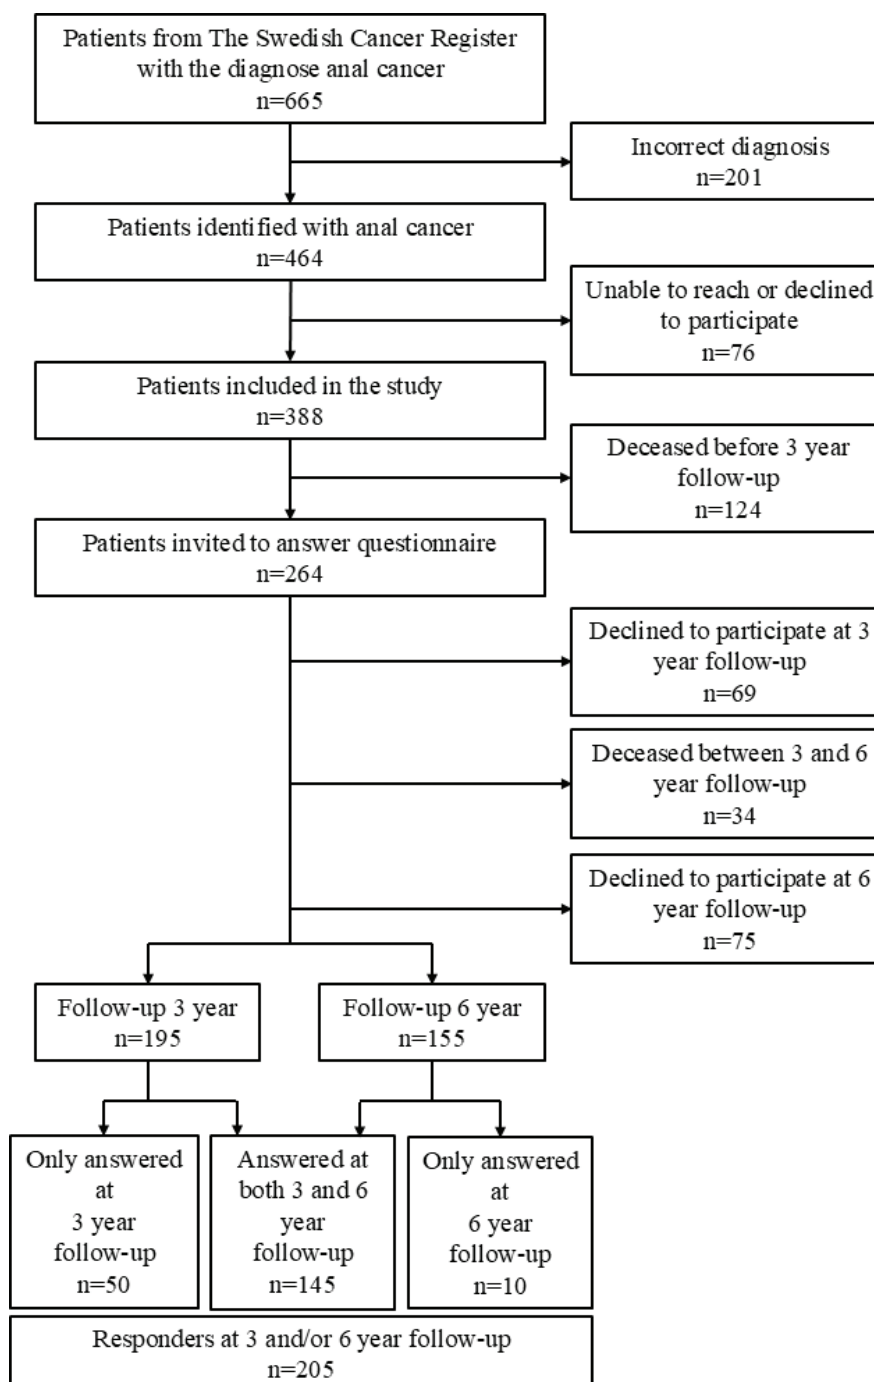 Patients from The Swedish Cancer Register
with the diagnose anal cancer
n=665
Incorrect diagnosis
n=201
Patients identified with anal cancer
n=464
Unable to reach or declined
to participate
n=76
Patients included in the study
n=388
Deceased before 3 year
follow-up
n=124
Patients invited to answer questionnaire
n=264
Declined to participate at 3
year follow-up
n=69
Deceased between 3 and 6
year follow-up
n=34
Declined to participate at 6
year follow-up
n=75
Follow-up 3 year
n=195
Follow-up 6 year
n=155
Only answered
at
3 year
follow-up
n=50
Answered at
both 3 and 6
year
follow-up
n=145
Only answered
at
6 year
follow-up
n=10
Responders at 3 and/or 6 year follow-up
n=205